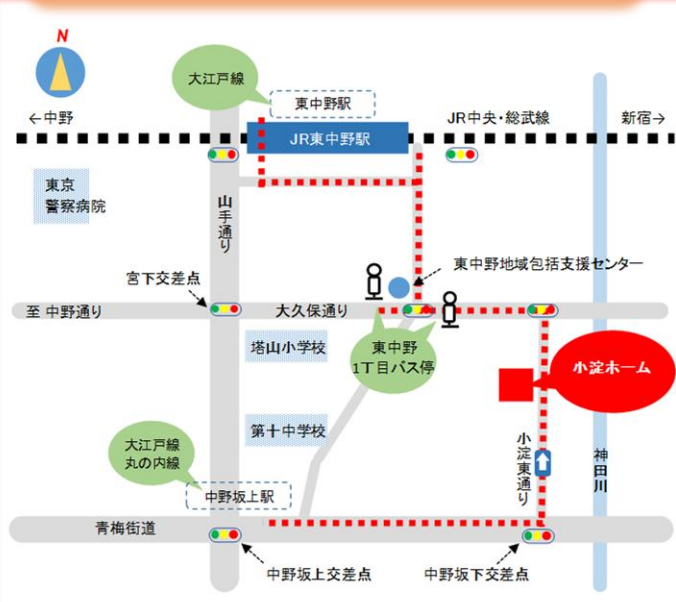 N
大江戸線
東中野駅
←中野
JR東中野駅
JR中央・総武線
新宿→
東京
警察病院
山手通り
宮下交差点
東中野地域包括支援センター
至 中野通り
大久保通り
塔山小学校
東中野
1丁目バス停
小淀ホーム
第十中学校
大江戸線
丸の内線
小淀東通り
神田川
中野坂上駅
青梅街道
中野坂上交差点
中野坂下交差点